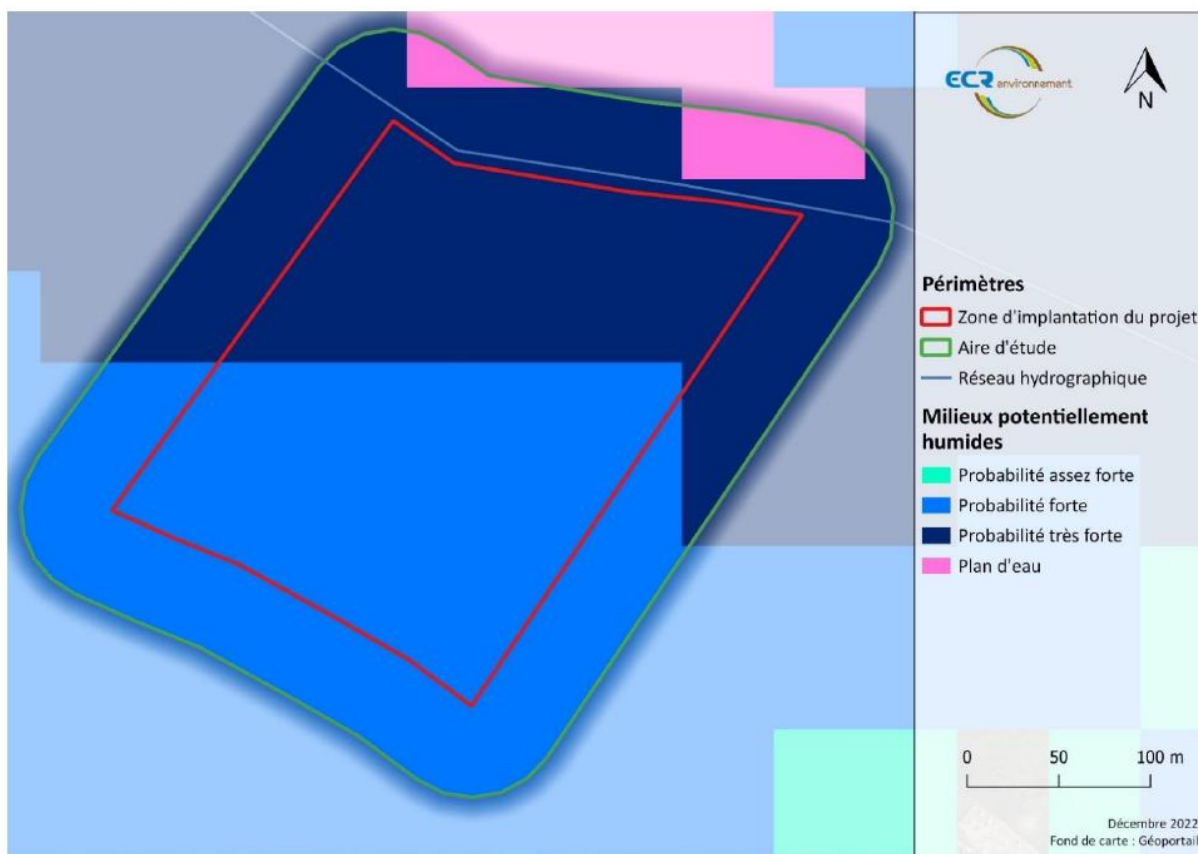 ECR environnement
N
Périmètres
Zone d'implantation du projet
Aire d'étude
Réseau hydrographique
Milieux potentiellement
humides
Probabilité assez forte
Probabilité forte
Probabilité très forte
Plan d'eau
0 50 100 m
Décembre 2022
Fond de carte : Géoportail